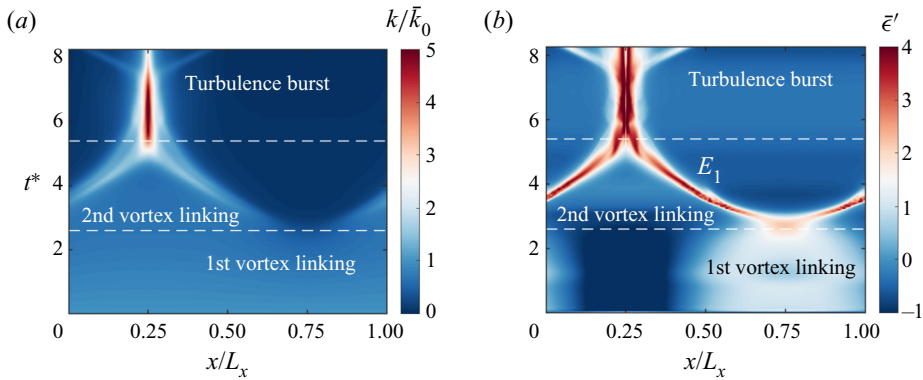 (a)
k/k̄₀
8
6
t*
4
2
0
0.25
0.50
0.75
1.00
x/Lₓ
5
4
3
2
1
0
Turbulence burst
2nd vortex linking
1st vortex linking
(b)
ϵ̄′
8
6
4
2
0
0.25
0.50
0.75
1.00
x/Lₓ
4
3
2
1
0
−1
Turbulence burst
E₁
2nd vortex linking
1st vortex linking